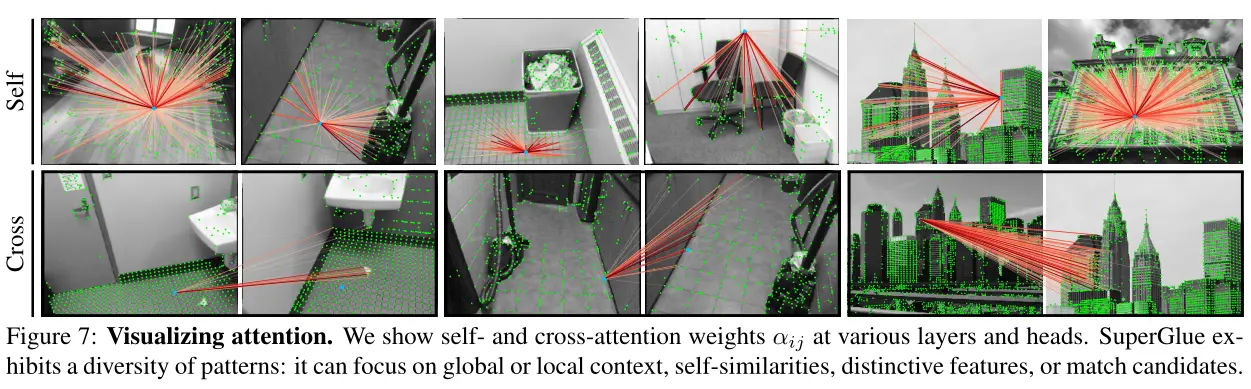 Self
Cross
Figure 7: Visualizing attention. We show self- and cross-attention weights αij at various layers and heads. SuperGlue ex-
hibits a diversity of patterns: it can focus on global or local context, self-similarities, distinctive features, or match candidates.